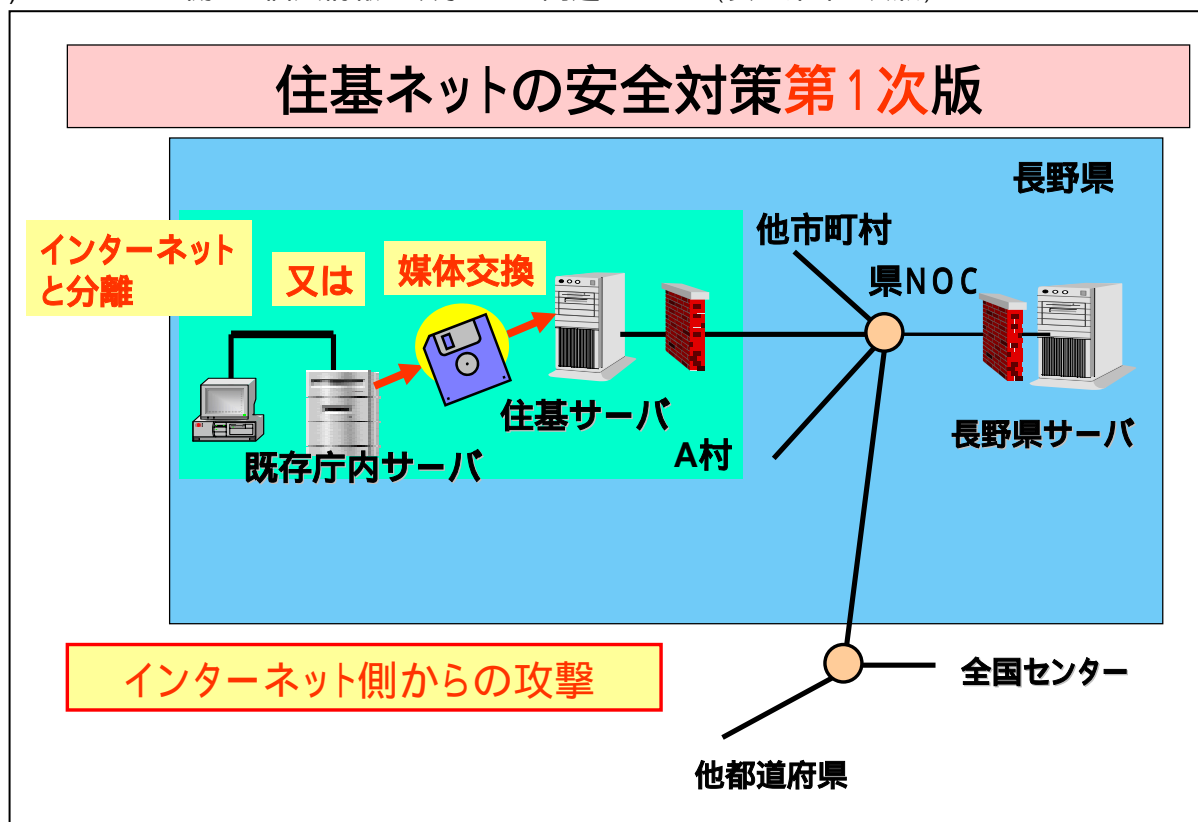 住基ネットの安全対策第1次版
長野県
インターネット
と分離
又は
媒体交換
他市町村
県NOC
住基サーバ
既存庁内サーバ
A村
長野県サーバ
インターネット側からの攻撃
全国センター
他都道府県